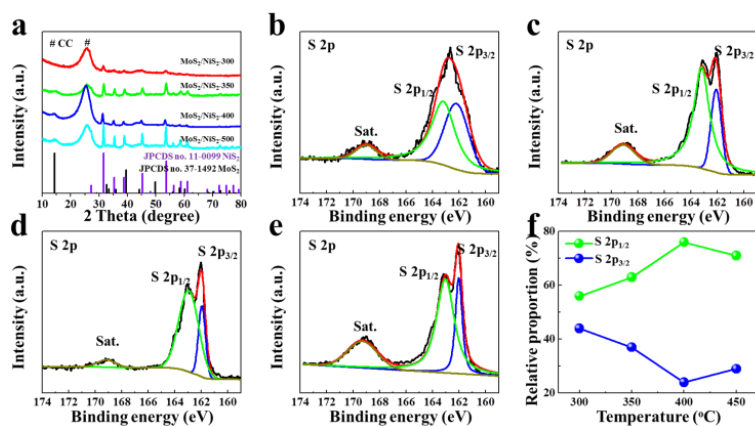 a
# CC
#
MoS₂/NiS₂-300
MoS₂/NiS₂-350
MoS₂/NiS₂-400
MoS₂/NiS₂-500
JPCDS no. 11-0099 NiS₂
JPCDS no. 37-1492 MoS₂
10 20 30 40 50 60 70 80
2 Theta (degree)
Intensity (a.u.)
b
S 2p
S 2p₃/₂
S 2p₁/₂
Sat.
174 172 170 168 166 164 162 160
Binding energy (eV)
Intensity (a.u.)
c
S 2p
S 2p₃/₂
S 2p₁/₂
Sat.
174 172 170 168 166 164 162 160
Binding energy (eV)
Intensity (a.u.)
d
S 2p
S 2p₃/₂
S 2p₁/₂
Sat.
174 172 170 168 166 164 162 160
Binding energy (eV)
Intensity (a.u.)
e
S 2p
S 2p₃/₂
S 2p₁/₂
Sat.
174 172 170 168 166 164 162 160
Binding energy (eV)
Intensity (a.u.)
f
S 2p₁/₂
S 2p₃/₂
80
60
40
20
300 350 400 450
Temperature (°C)
Relative proportion (%)